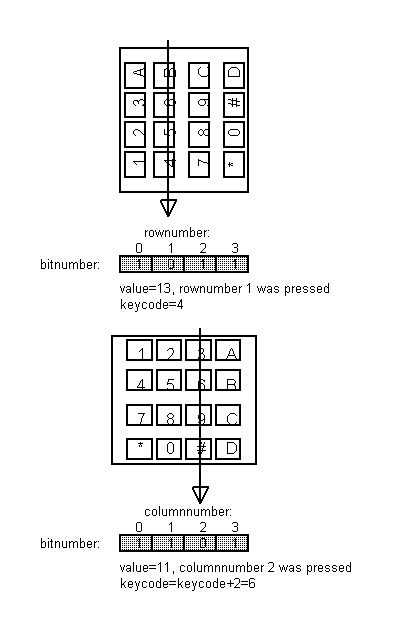 A B C D
3 6 9 #
2 5 8 0
1 4 7 *
rownumber:
0 1 2 3
bitnumber: 1 0 1 1
value=13, rownumber 1 was pressed
keycode=4
1 2 3 A
4 5 6 B
7 8 9 C
* 0 # D
columnnumber:
0 1 2 3
bitnumber: 1 1 0 1
value=11, columnnumber 2 was pressed
keycode=keycode+2=6